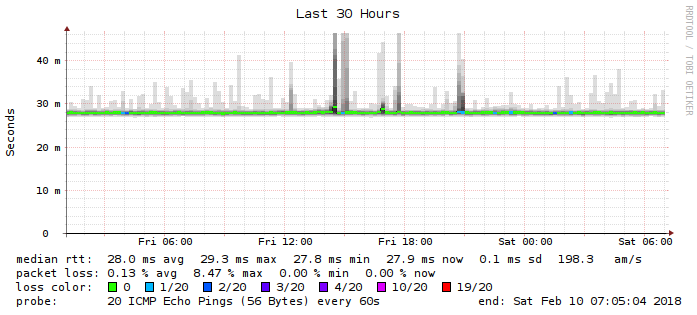 Last 30 Hours
RRDTOOL / TOBI OETIKER
Seconds
40 m
30 m
20 m
10 m
0
Fri 06:00 Fri 12:00 Fri 18:00 Sat 00:00 Sat 06:00
median rtt: 28.0 ms avg 29.3 ms max 27.8 ms min 27.9 ms now 0.1 ms sd 198.3 am/s
packet loss: 0.13 % avg 8.47 % max 0.00 % min 0.00 % now
loss color: 0 1/20 2/20 3/20 4/20 10/20 19/20
probe: 20 ICMP Echo Pings (56 Bytes) every 60s end: Sat Feb 10 07:05:04 2018